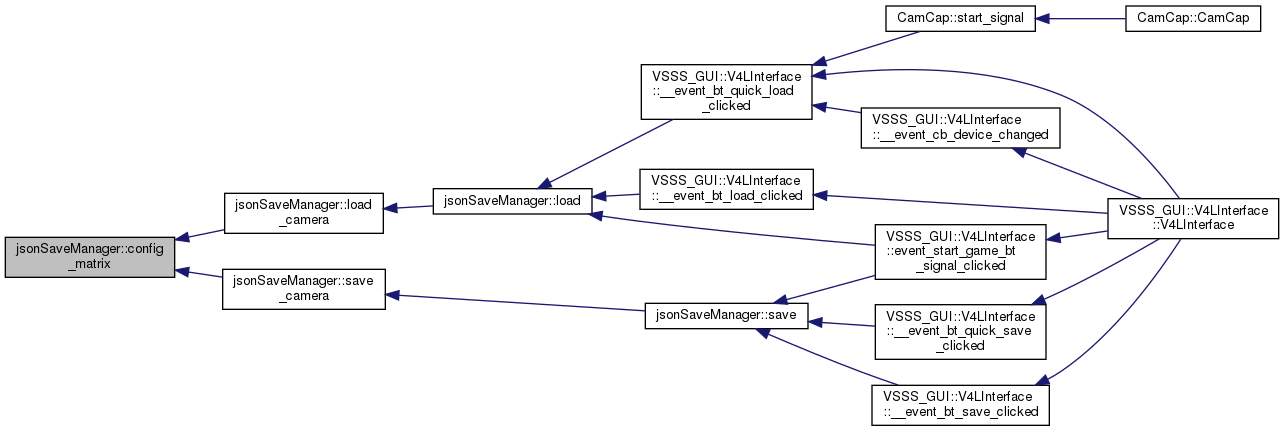 CamCap::start_signal
CamCap::CamCap
VSSS_GUI::V4LInterface
::__event_bt_quick_load
_clicked
VSSS_GUI::V4LInterface
::__event_cb_device_changed
VSSS_GUI::V4LInterface
::__event_bt_load_clicked
jsonSaveManager::load
jsonSaveManager::load
_camera
VSSS_GUI::V4LInterface
::V4LInterface
jsonSaveManager::config
_matrix
VSSS_GUI::V4LInterface
::event_start_game_bt
_signal_clicked
jsonSaveManager::save
_camera
jsonSaveManager::save
VSSS_GUI::V4LInterface
::__event_bt_quick_save
_clicked
VSSS_GUI::V4LInterface
::__event_bt_save_clicked